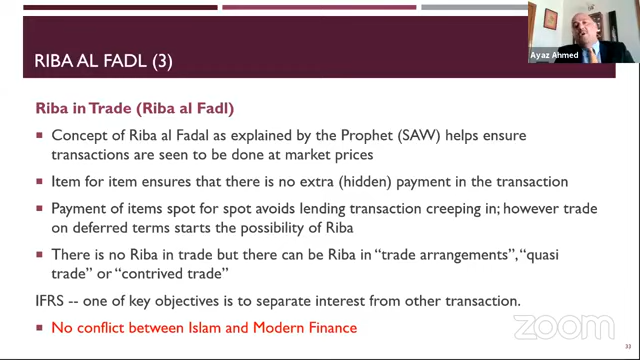 Ayaz Ahmed
RIBA AL FADL (3)
Riba in Trade (Riba al Fadl)
Concept of Riba al Fadal as explained by the Prophet (SAW) helps ensure
transactions are seen to be done at market prices
Item for item ensures that there is no extra (hidden) payment in the transaction
Payment of items spot for spot avoids lending transaction creeping in; however trade
on deferred terms starts the possibility of Riba
There is no Riba in trade but there can be Riba in “trade arrangements”, “quasi
trade” or “contrived trade”
IFRS -- one of key objectives is to separate interest from other transaction.
No conflict between Islam and Modern Finance
zoom
33